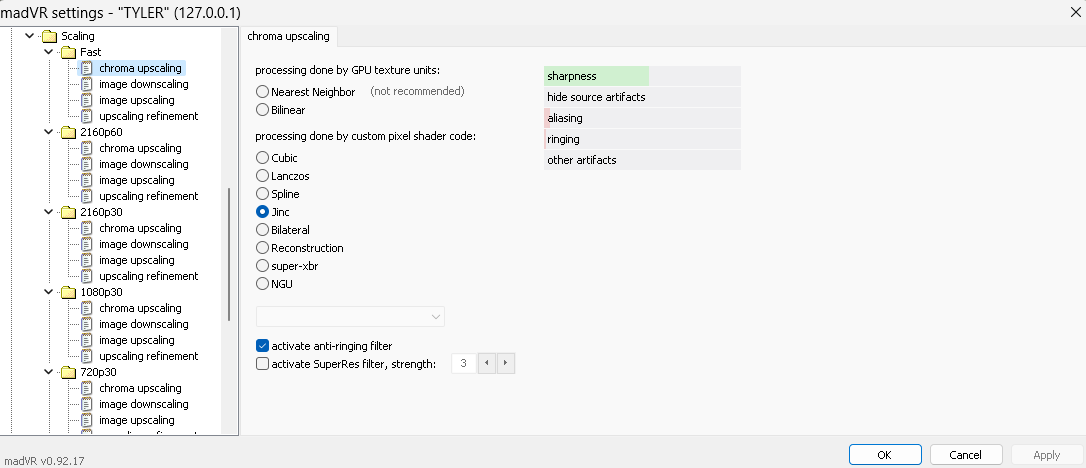 madVR settings - "TYLER" (127.0.0.1)
Scaling
Fast
chroma upscaling
image downscaling
image upscaling
upscaling refinement
2160p60
chroma upscaling
image downscaling
image upscaling
upscaling refinement
2160p30
chroma upscaling
image downscaling
image upscaling
upscaling refinement
1080p30
chroma upscaling
image downscaling
image upscaling
upscaling refinement
720p30
chroma upscaling
image downscaling
image upscaling
upscaling refinement
chroma upscaling
processing done by GPU texture units:
Nearest Neighbor (not recommended)
Bilinear
processing done by custom pixel shader code:
Cubic
Lanczos
Spline
Jinc
Bilateral
Reconstruction
super-xbr
NGU
activate anti-ringing filter
activate SuperRes filter, strength: 3
sharpness
hide source artifacts
aliasing
ringing
other artifacts
madVR v0.92.17
OK
Cancel
Apply